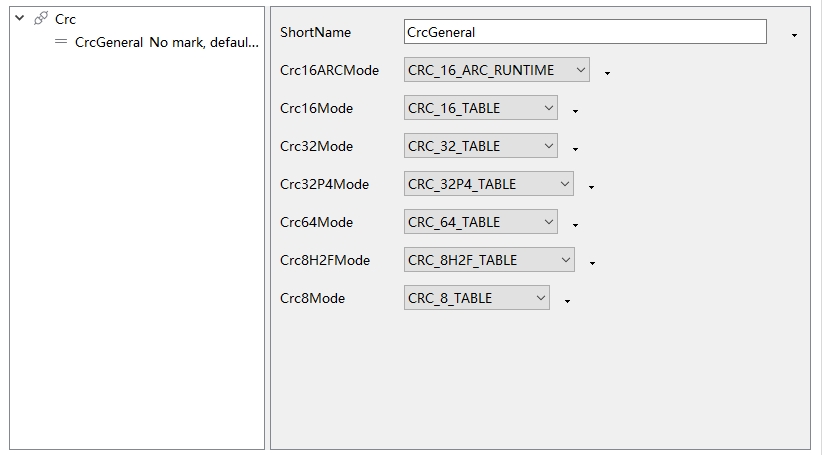 Crc
CrcGeneral No mark, defaul...
ShortName CrcGeneral
Crc16ARCMode CRC_16_ARC_RUNTIME
Crc16Mode CRC_16_TABLE
Crc32Mode CRC_32_TABLE
Crc32P4Mode CRC_32P4_TABLE
Crc64Mode CRC_64_TABLE
Crc8H2FMode CRC_8H2F_TABLE
Crc8Mode CRC_8_TABLE